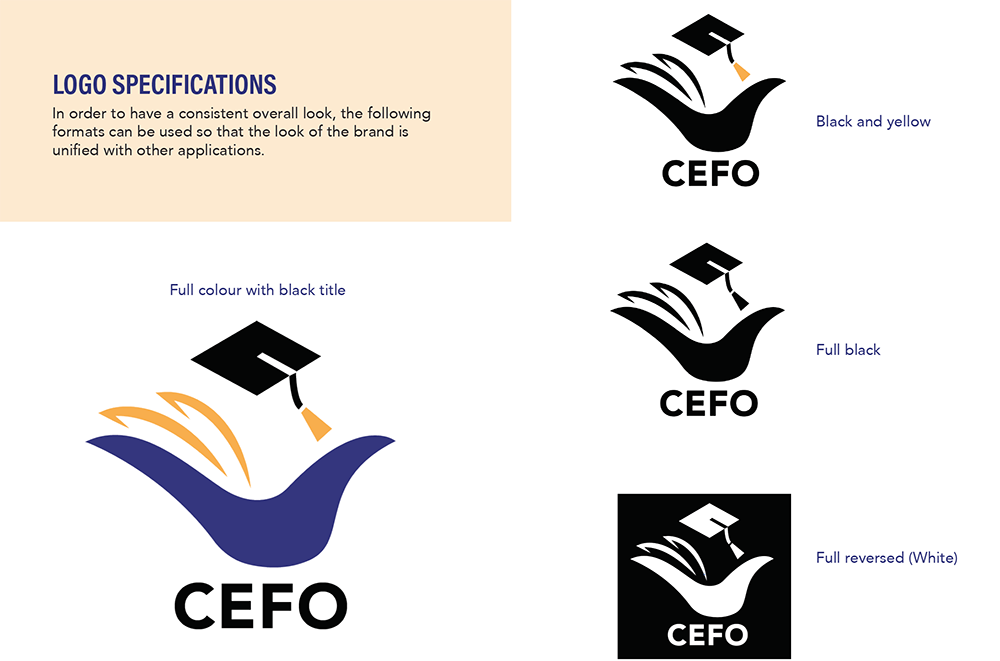 LOGO SPECIFICATIONS
In order to have a consistent overall look, the following
formats can be used so that the look of the brand is
unified with other applications.
Full colour with black title
CEFO
CEFO
Black and yellow
CEFO
Full black
CEFO
Full reversed (White)